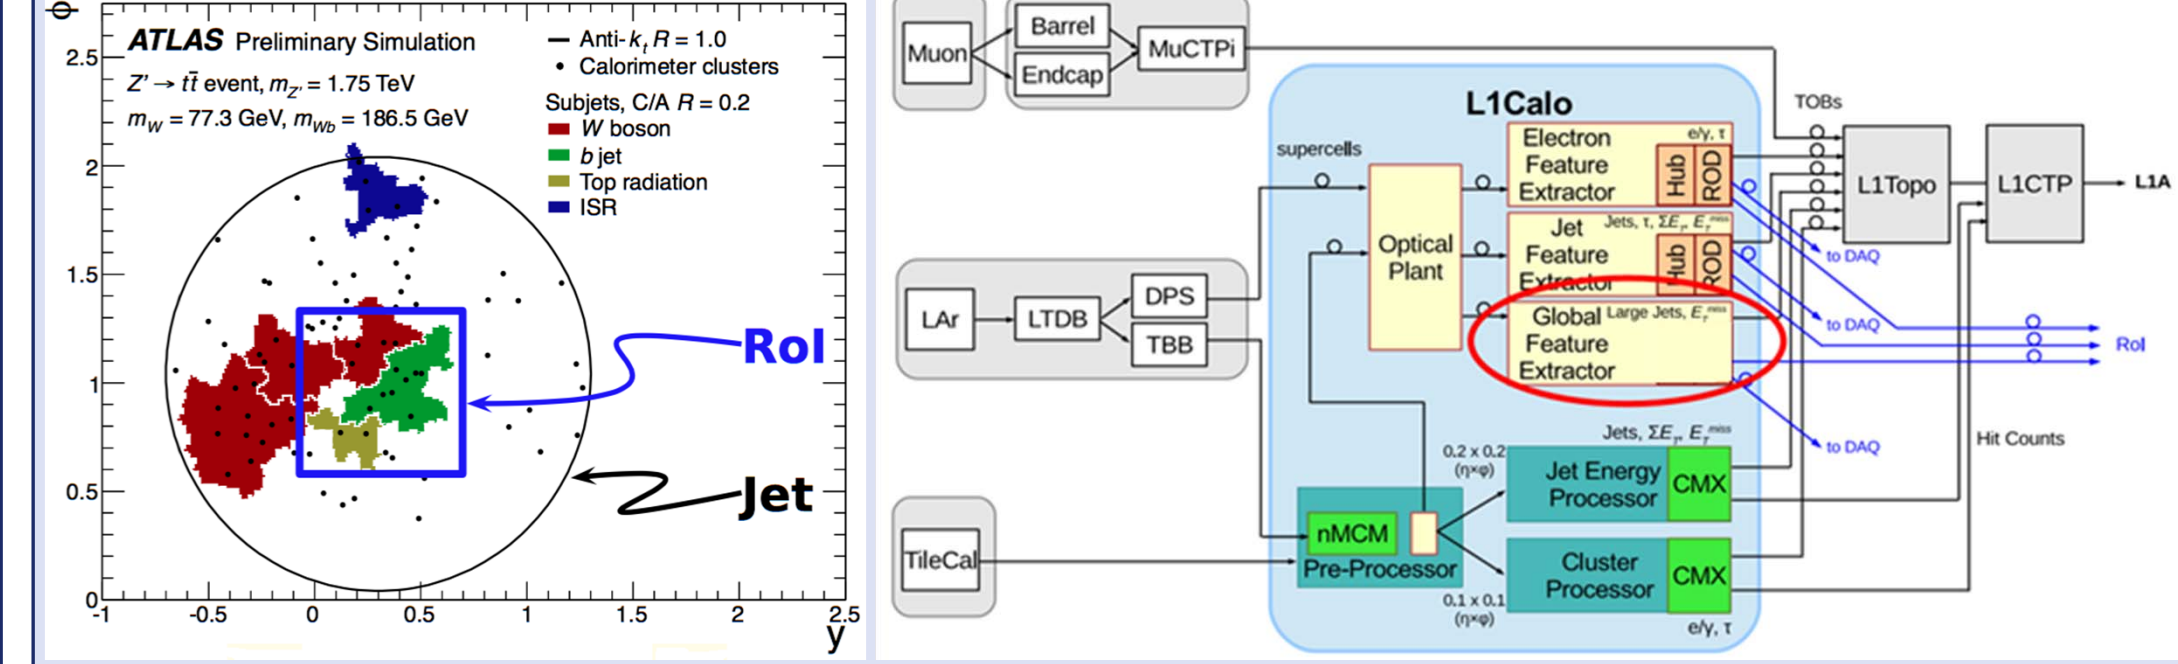 ϕ
ATLAS Preliminary Simulation
Z' → tt̄ event, m_Z' = 1.75 TeV
m_W = 77.3 GeV, m_Wb = 186.5 GeV
Anti-k_t R = 1.0
Calorimeter clusters
Subjets, C/A R = 0.2
W boson
b jet
Top radiation
ISR
2.5
2
1.5
1
0.5
0
-1 -0.5 0 0.5 1 1.5 2 2.5
y
RoI
Jet
Muon
Barrel
Endcap
MuCTPi
L1Calo
TOBs
supercells
Electron
Feature
Extractor
e/γ, τ
Hub
ROD
Jet
Feature
Extractor
Jets, τ, ΣE_T, E_T^miss
Hub
ROD
Global
Feature
Extractor
Large Jets, E_T^miss
Optical
Plant
L1Topo
L1CTP
L1A
to DAQ
to DAQ
RoI
to DAQ
LAr
LTDB
DPS
TBB
Hit Counts
Jets, ΣE_T, E_T^miss
0.2 x 0.2
(η×φ)
Jet Energy
Processor
CMX
nMCM
Pre-Processor
TileCal
Cluster
Processor
CMX
0.1 x 0.1
(η×φ)
e/γ, τ